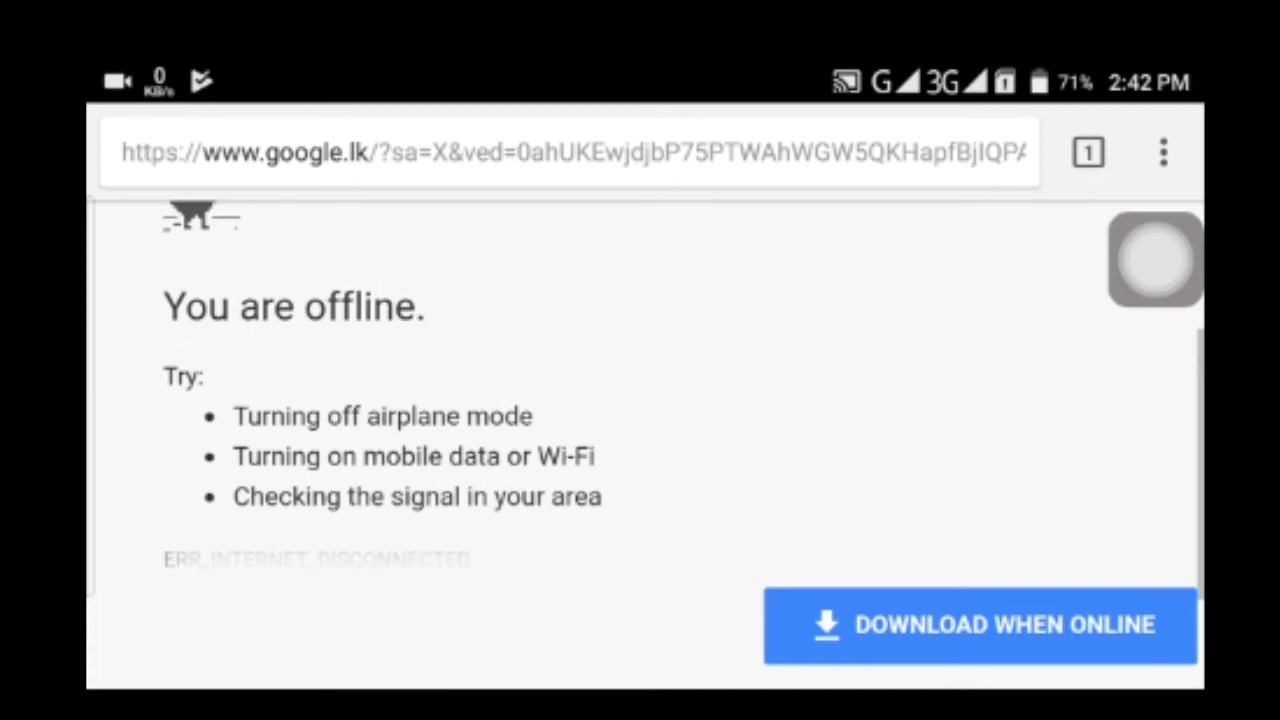 0
KB/s
G 3G 1 71% 2:42 PM
https://www.google.lk/?sa=X&ved=0ahUKEwjdjbP75PTWAhWGW5QKHapfBjIQPA
1
You are offline.
Try:
Turning off airplane mode
Turning on mobile data or Wi-Fi
Checking the signal in your area
ERR_INTERNET_DISCONNECTED
DOWNLOAD WHEN ONLINE